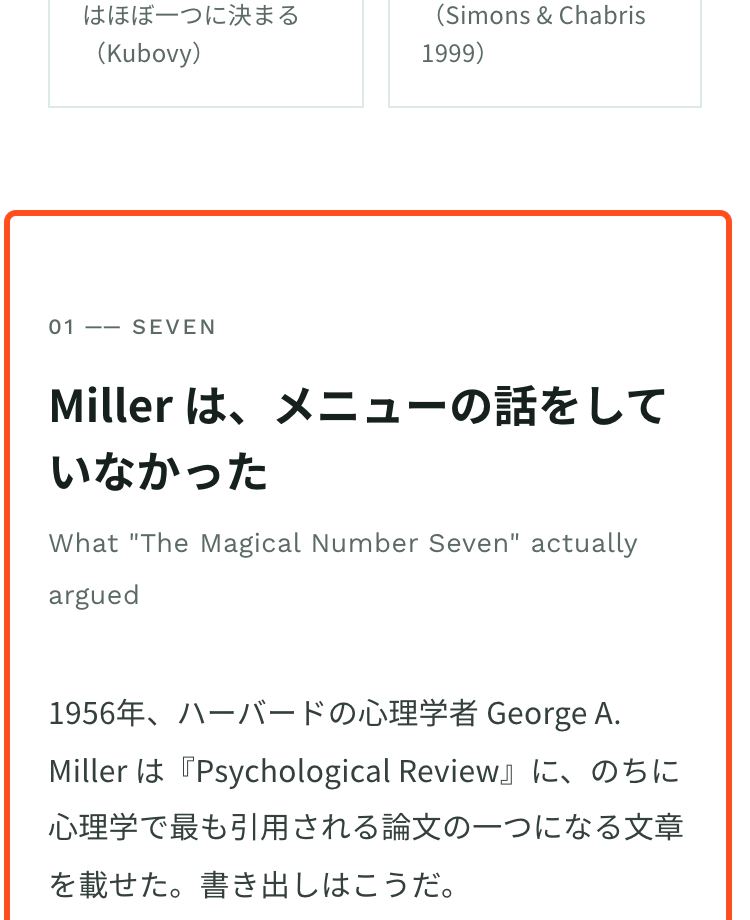 はほぼ一つに決まる
（Kubovy）
（Simons & Chabris
1999）
01 —— SEVEN
Miller は、メニューの話をして
いなかった
What "The Magical Number Seven" actually
argued
1956年、ハーバードの心理学者 George A.
Miller は『Psychological Review』に、のちに
心理学で最も引用される論文の一つになる文章
を載せた。書き出しはこうだ。